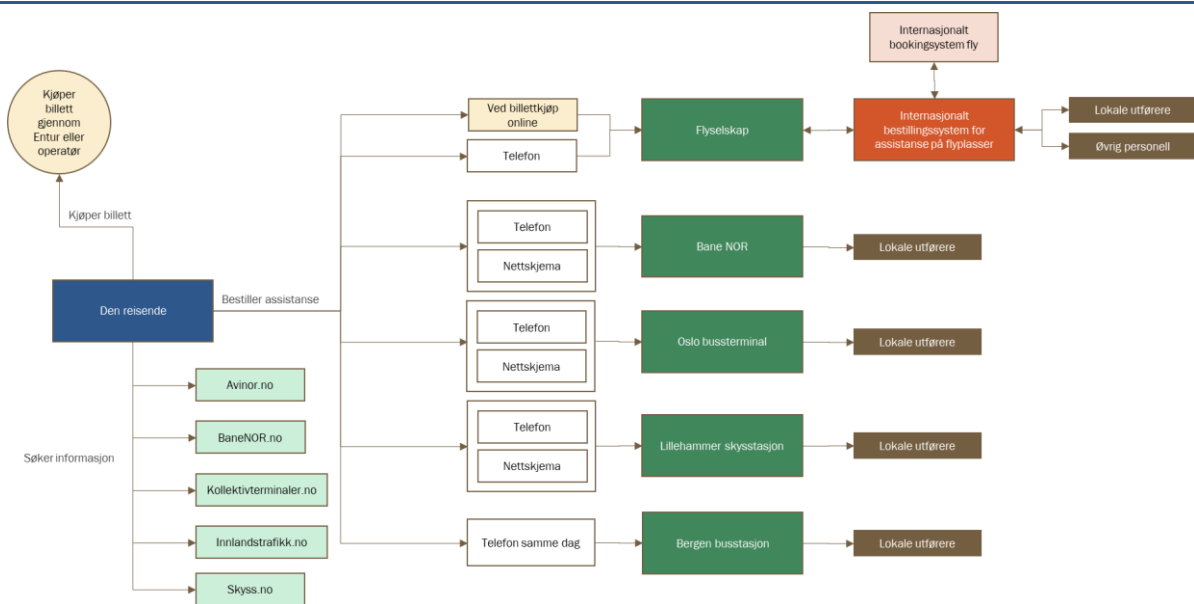 Internasjonalt
bookingsystem fly
Kjøper
billett
gjennom
Entur eller
operatør
Ved billettkjøp
online
Telefon
Flyselskap
Internasjonalt
bestillingssystem for
assistanse på flyplasser
Lokale utførere
Øvrig personell
Kjøper billett
Telefon
Nettskjema
Bane NOR
Lokale utførere
Den reisende
Bestiller assistanse
Telefon
Nettskjema
Oslo bussterminal
Lokale utførere
Avinor.no
BaneNOR.no
Søker informasjon
Kollektivterminaler.no
Innlandstrafikk.no
Skyss.no
Telefon
Nettskjema
Lillehammer skysstasjon
Lokale utførere
Telefon samme dag
Bergen busstasjon
Lokale utførere